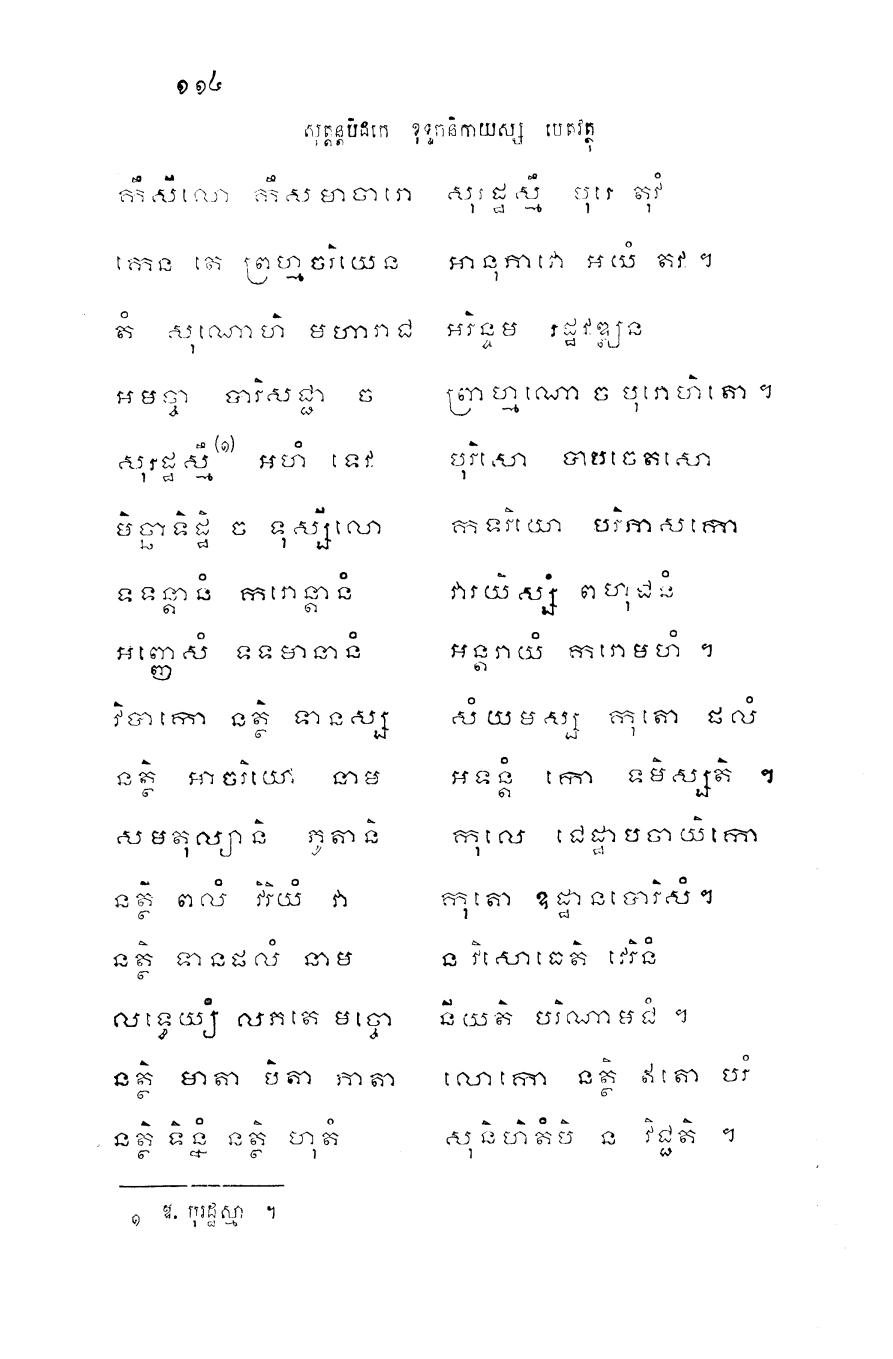 ១១៤
សុត្តន្តបិដកេ ខុទ្ទកនិកាយស្ស បេតវត្ថុ
កឹសីលោ កឹសមាចារោ សុរដ្ឋស្មឹ បុរេ តុវំ
កេន តេ ព្រហ្មចរិយេន អានុភាវោ អយំ តវ ។
តំ សុណោហិ មហារាជ អរិន្ទម រដ្ឋវឌ្ឍន
អមច្ចា បារិសជ្ជា ច ព្រាហ្មណោ ច បុរោហិតោ ។
សុរដ្ឋស្មឹ (១) អហំ ទេវ បុរិសោ បាបចេតសោ
មិច្ឆាទិដ្ឋិ ច ទុស្សីលោ កទរិយោ បរិភាសកោ
ទទន្តានំ ករោន្តានំ វារយិស្សំ ពហុជនំ
អញ្ញេសំ ទទមានានំ អន្តរាយំ ករោមហំ ។
វិបាកោ នត្ថិ ទានស្ស សំយមស្ស កុតោ ផលំ
នត្ថិ អាចរិយោ នាម អទន្តំ កោ ទមិស្សតិ ។
សមតុល្យានិ ភូតានិ កុលេ ជេដ្ឋាបចាយិកោ
នត្ថិ ពលំ វិរិយំ វា កុតោ ឧដ្ឋានបោរិសំ ។
នត្ថិ ទានផលំ នាម ន វិសោធេតិ វេរិនំ
លទ្ធេយ្យំ លភតេ មច្ចោ និយតិ បរិណាមជំ ។
នត្ថិ មាតា បិតា ភាតា លោកោ នត្ថិ ឥតោ បរំ
នត្ថិ ទិន្នំ នត្ថិ ហុតំ សុនិហិតំបិ ន វិជ្ជតិ ។
១ ឱ. បុរដ្ឋស្មា ។